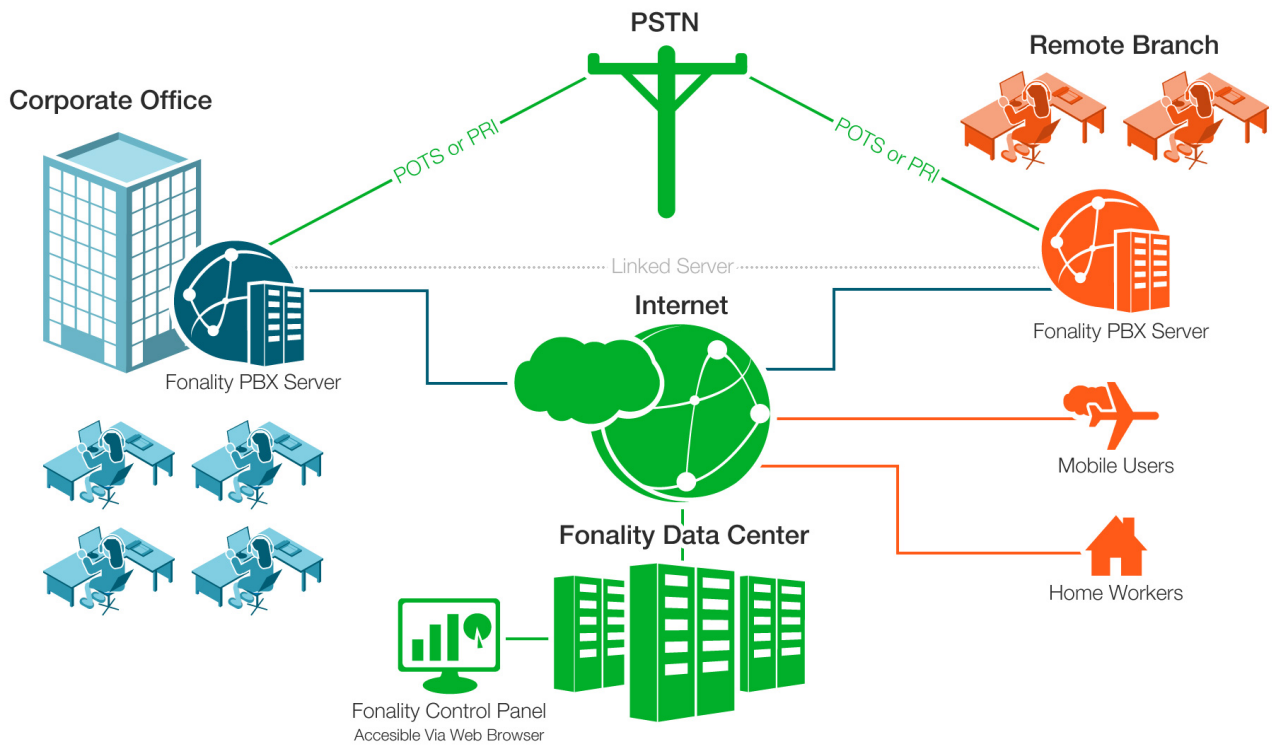 PSTN
Remote Branch
Corporate Office
POTS or PRI
POTS or PRI
Linked Server
Internet
Fonality PBX Server
Fonality PBX Server
Mobile Users
Fonality Data Center
Home Workers
Fonality Control Panel
Accesible Via Web Browser